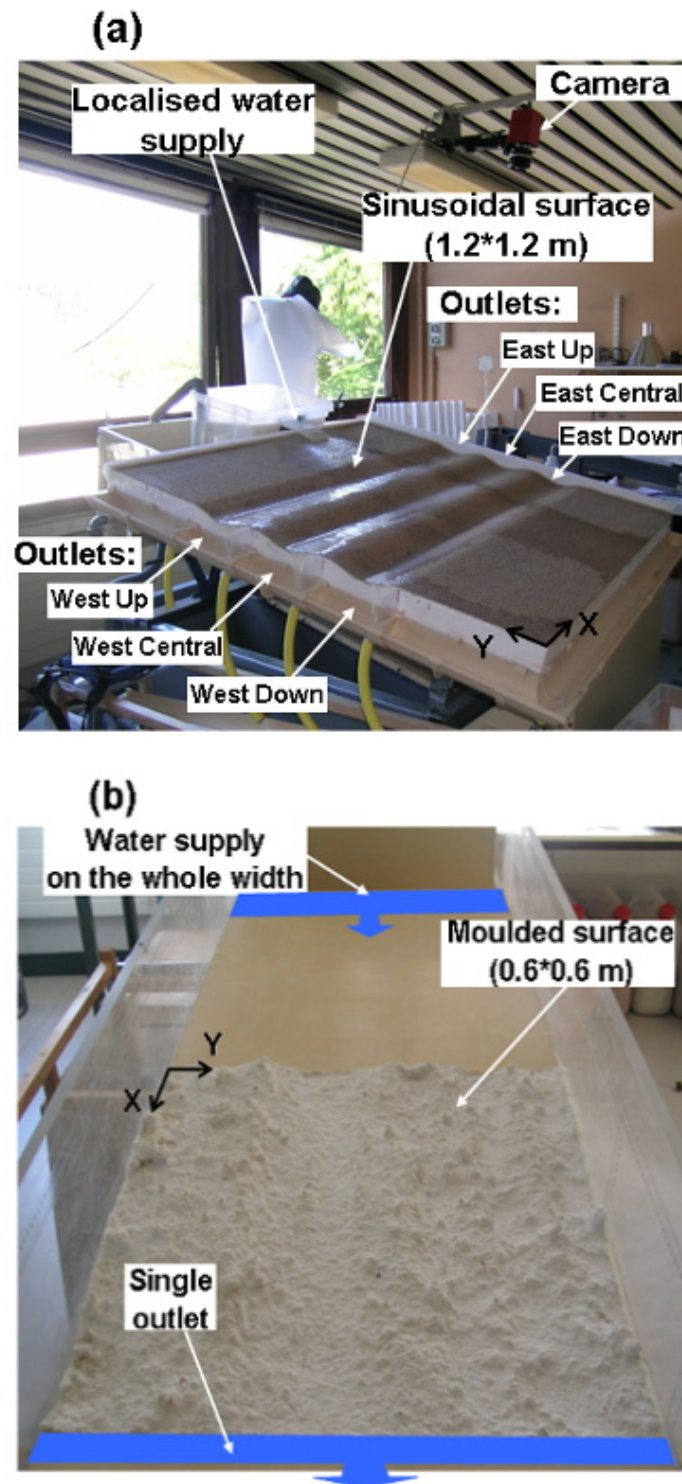 (a)
Localised water
supply
Camera
Sinusoidal surface
(1.2*1.2 m)
Outlets:
East Up
East Central
East Down
Outlets:
West Up
West Central
West Down
Y
X
(b)
Water supply
on the whole width
Moulded surface
(0.6*0.6 m)
Y
X
Single
outlet